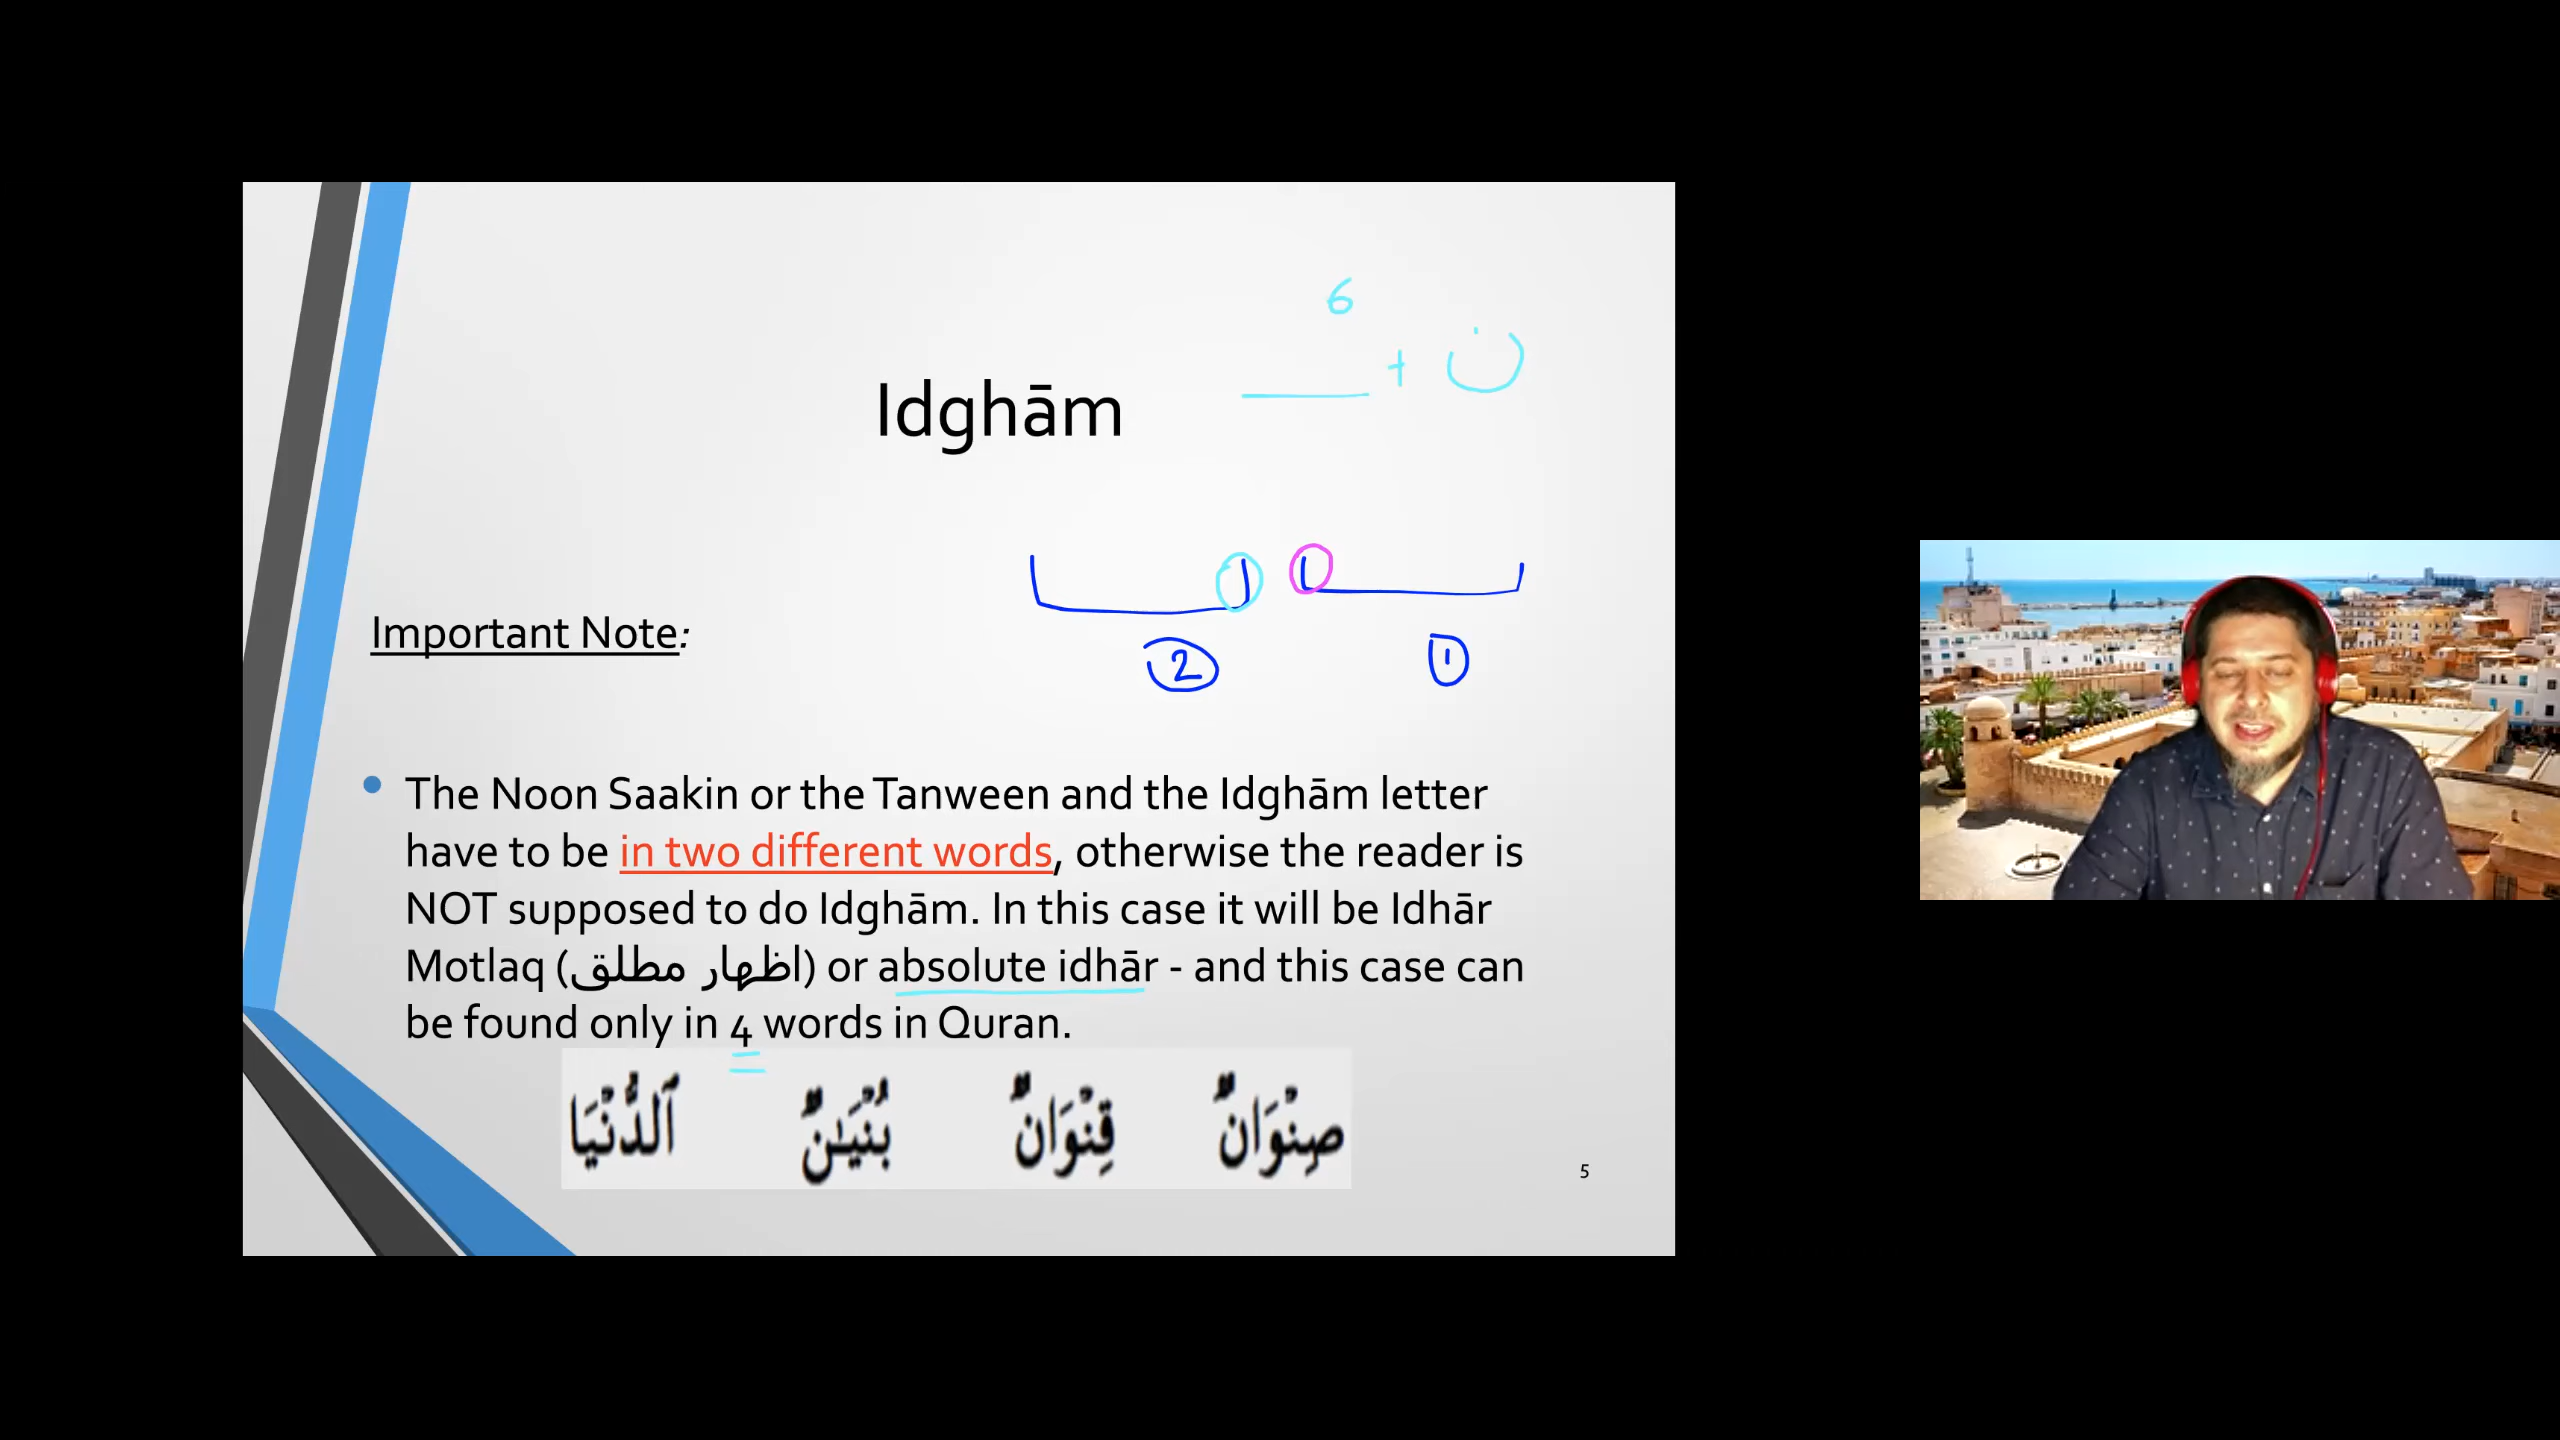 6
+ ن
Idghām
② ①
Important Note:
• The Noon Saakin or the Tanween and the Idghām letter
have to be in two different words, otherwise the reader is
NOT supposed to do Idghām. In this case it will be Idhār
Motlaq (اظهار مطلق) or absolute idhār - and this case can
be found only in 4 words in Quran.
صِنْوَانٌ قِنْوَانٌ بُنْيَـٰنٌ ٱلدُّنْيَا
5